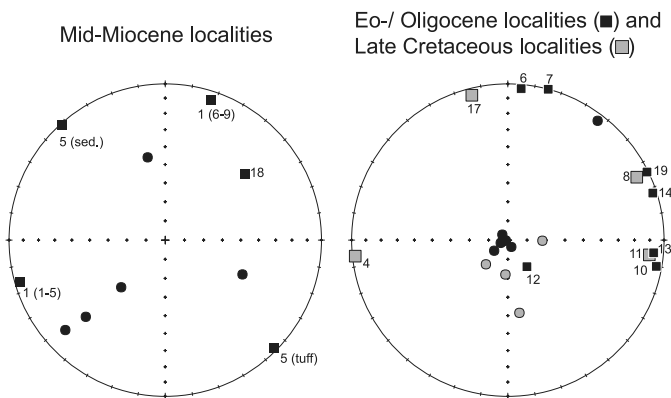 Mid-Miocene localities
Eo-/ Oligocene localities (■) and
Late Cretaceous localities (■)
1 (6-9)
5 (sed.)
18
1 (1-5)
5 (tuff)
6
7
17
19
8
14
4
11
13
10
12